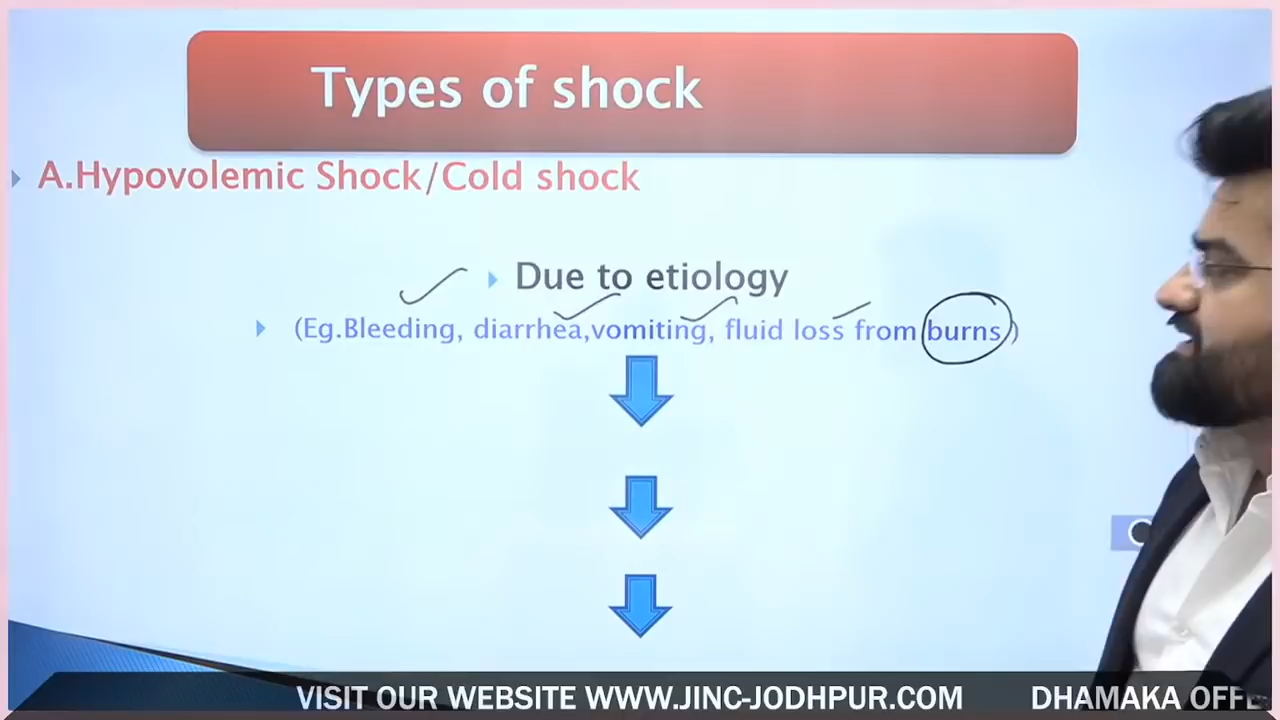 Types of shock
A.Hypovolemic Shock/Cold shock
Due to etiology
(Eg.Bleeding, diarrhea,vomiting, fluid loss from burns)
VISIT OUR WEBSITE WWW.JINC-JODHPUR.COM DHAMAKA OFFE